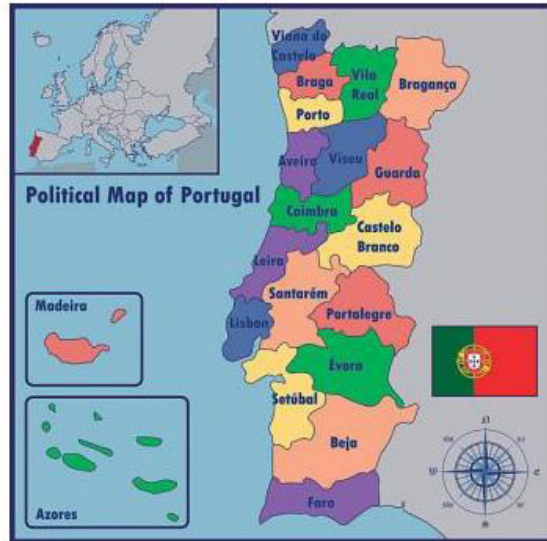 Viana do
Castelo
Braga
Vila
Real
Bragança
Porto
Aveiro
Viseu
Guarda
Political Map of Portugal
Coimbra
Castelo
Branco
Leira
Santarém
Madeira
Lisbon
Portalegre
Évora
Setúbal
Beja
Azores
Faro